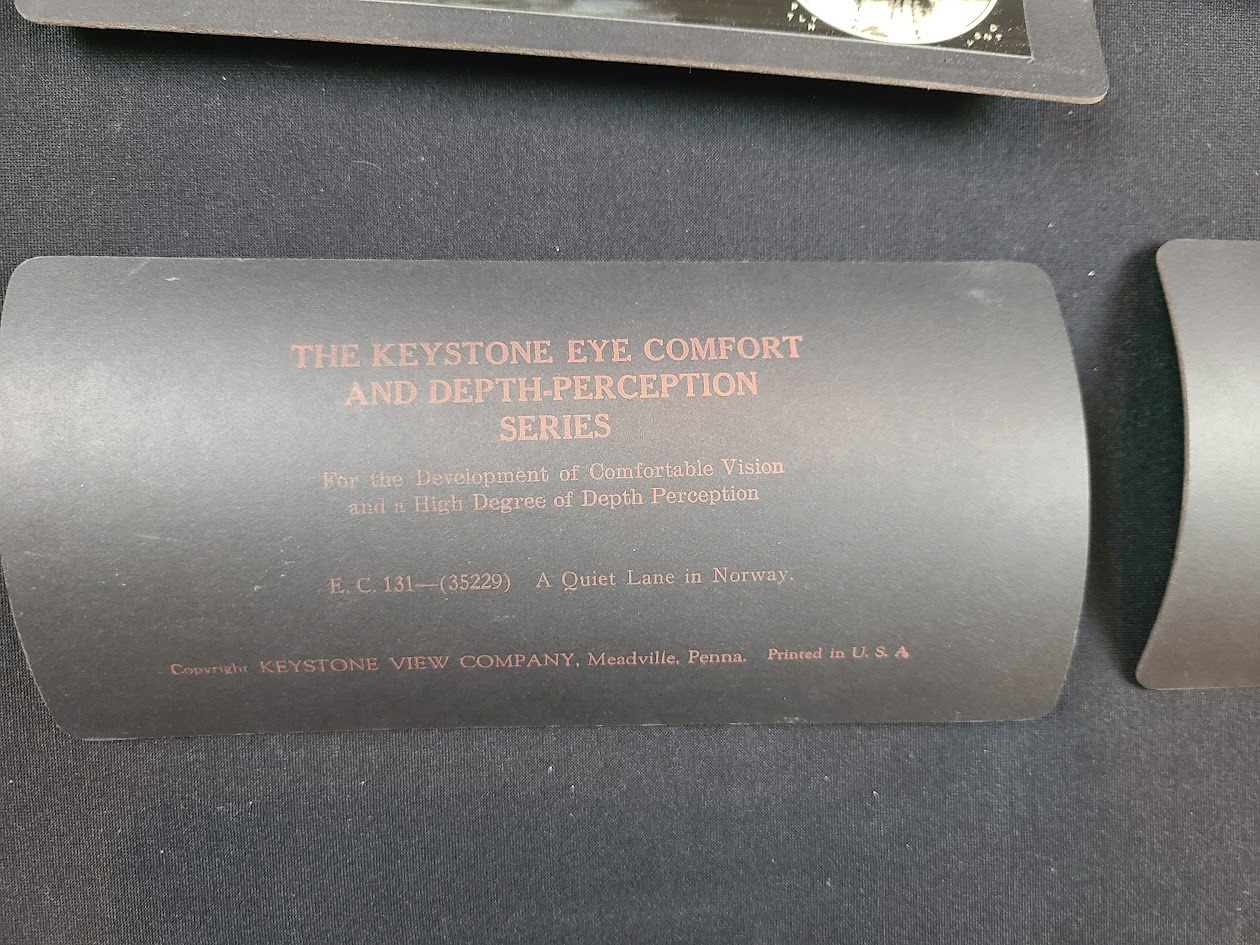 THE KEYSTONE EYE COMFORT
AND DEPTH-PERCEPTION
SERIES
For the Development of Comfortable Vision
and a High Degree of Depth Perception
E. C. 131—(35229) A Quiet Lane in Norway.
Copyright KEYSTONE VIEW COMPANY, Meadville, Penna. Printed in U. S. A